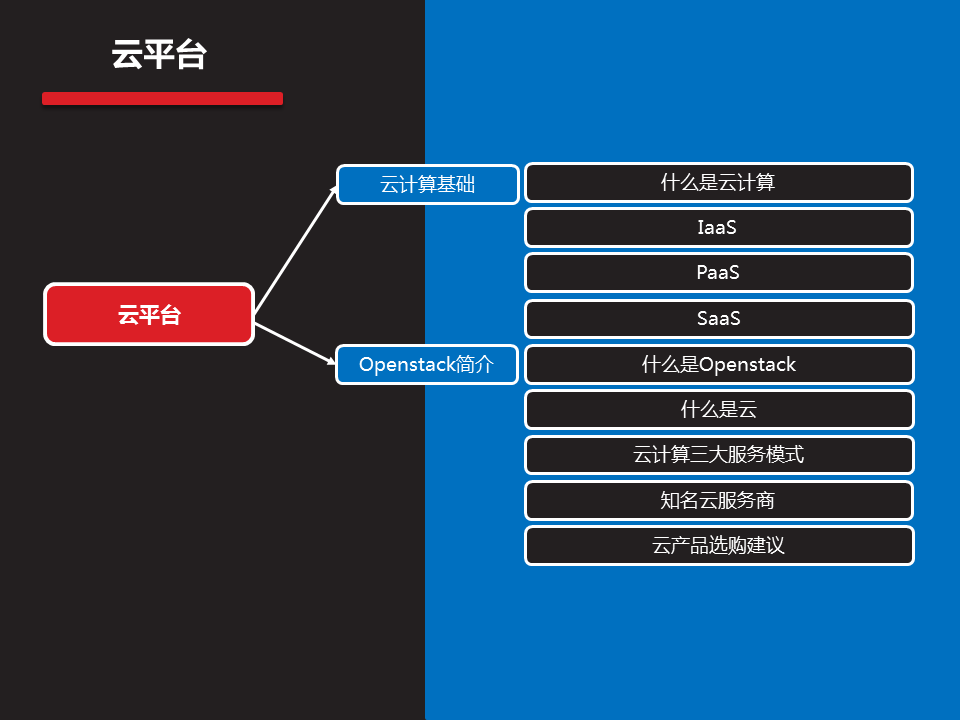 云平台
云平台
云计算基础
什么是云计算
IaaS
PaaS
SaaS
Openstack简介
什么是Openstack
什么是云
云计算三大服务模式
知名云服务商
云产品选购建议